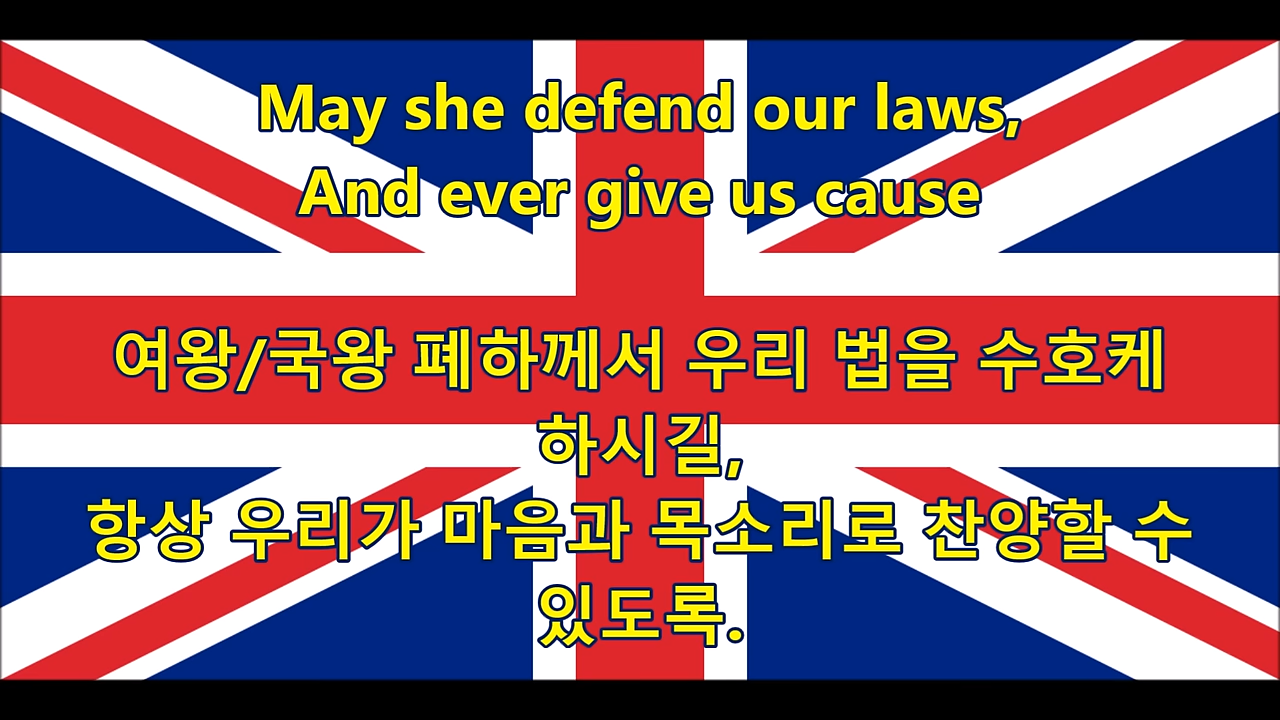 May she defend our laws,
And ever give us cause
여왕/국왕 폐하께서 우리 법을 수호케
하시길,
항상 우리가 마음과 목소리로 찬양할 수
있도록.